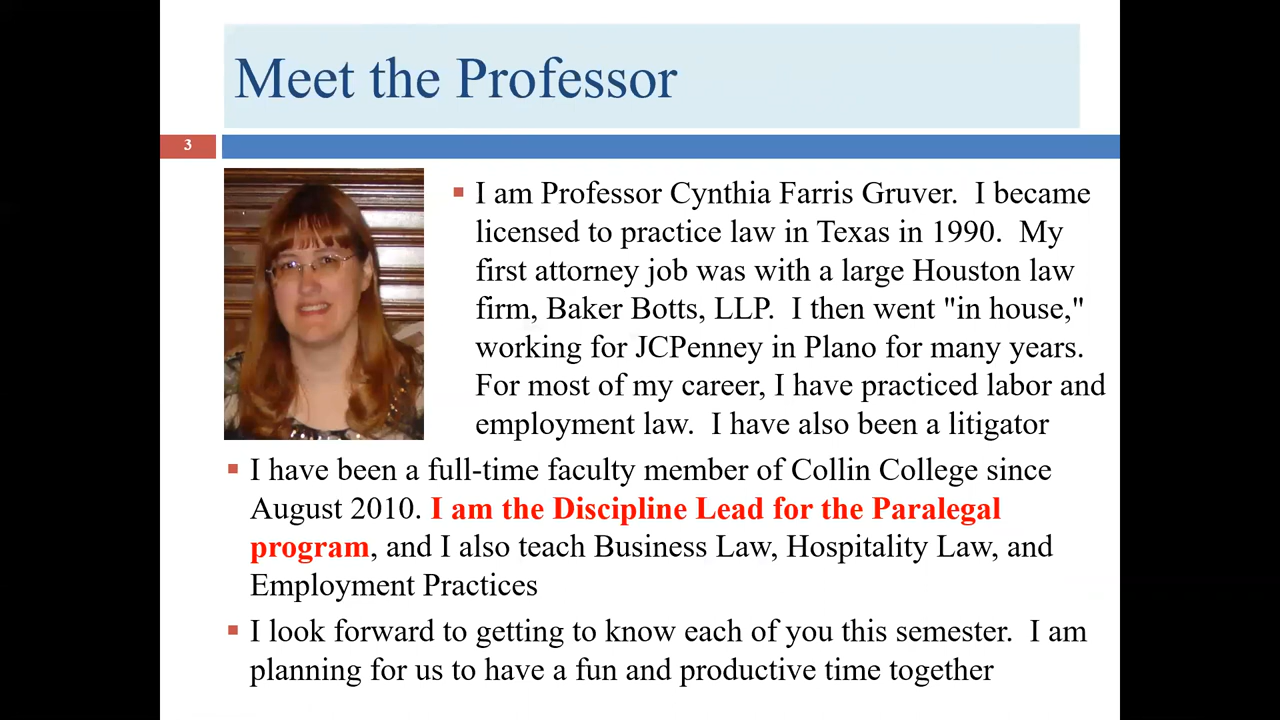 Meet the Professor
3
I am Professor Cynthia Farris Gruver.  I became
licensed to practice law in Texas in 1990.  My
first attorney job was with a large Houston law
firm, Baker Botts, LLP.  I then went "in house,"
working for JCPenney in Plano for many years.
For most of my career, I have practiced labor and
employment law.  I have also been a litigator
I have been a full-time faculty member of Collin College since
August 2010. I am the Discipline Lead for the Paralegal
program, and I also teach Business Law, Hospitality Law, and
Employment Practices
I look forward to getting to know each of you this semester.  I am
planning for us to have a fun and productive time together